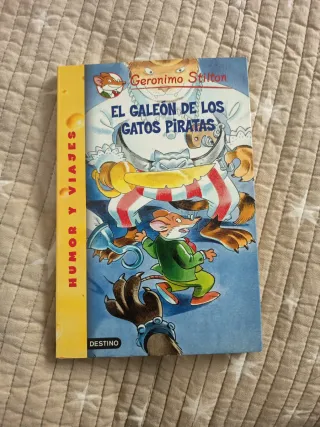 Geronimo Stilton
EL GALEÓN DE LOS
GATOS PIRATAS
HUMOR Y VIAJES
DESTINO